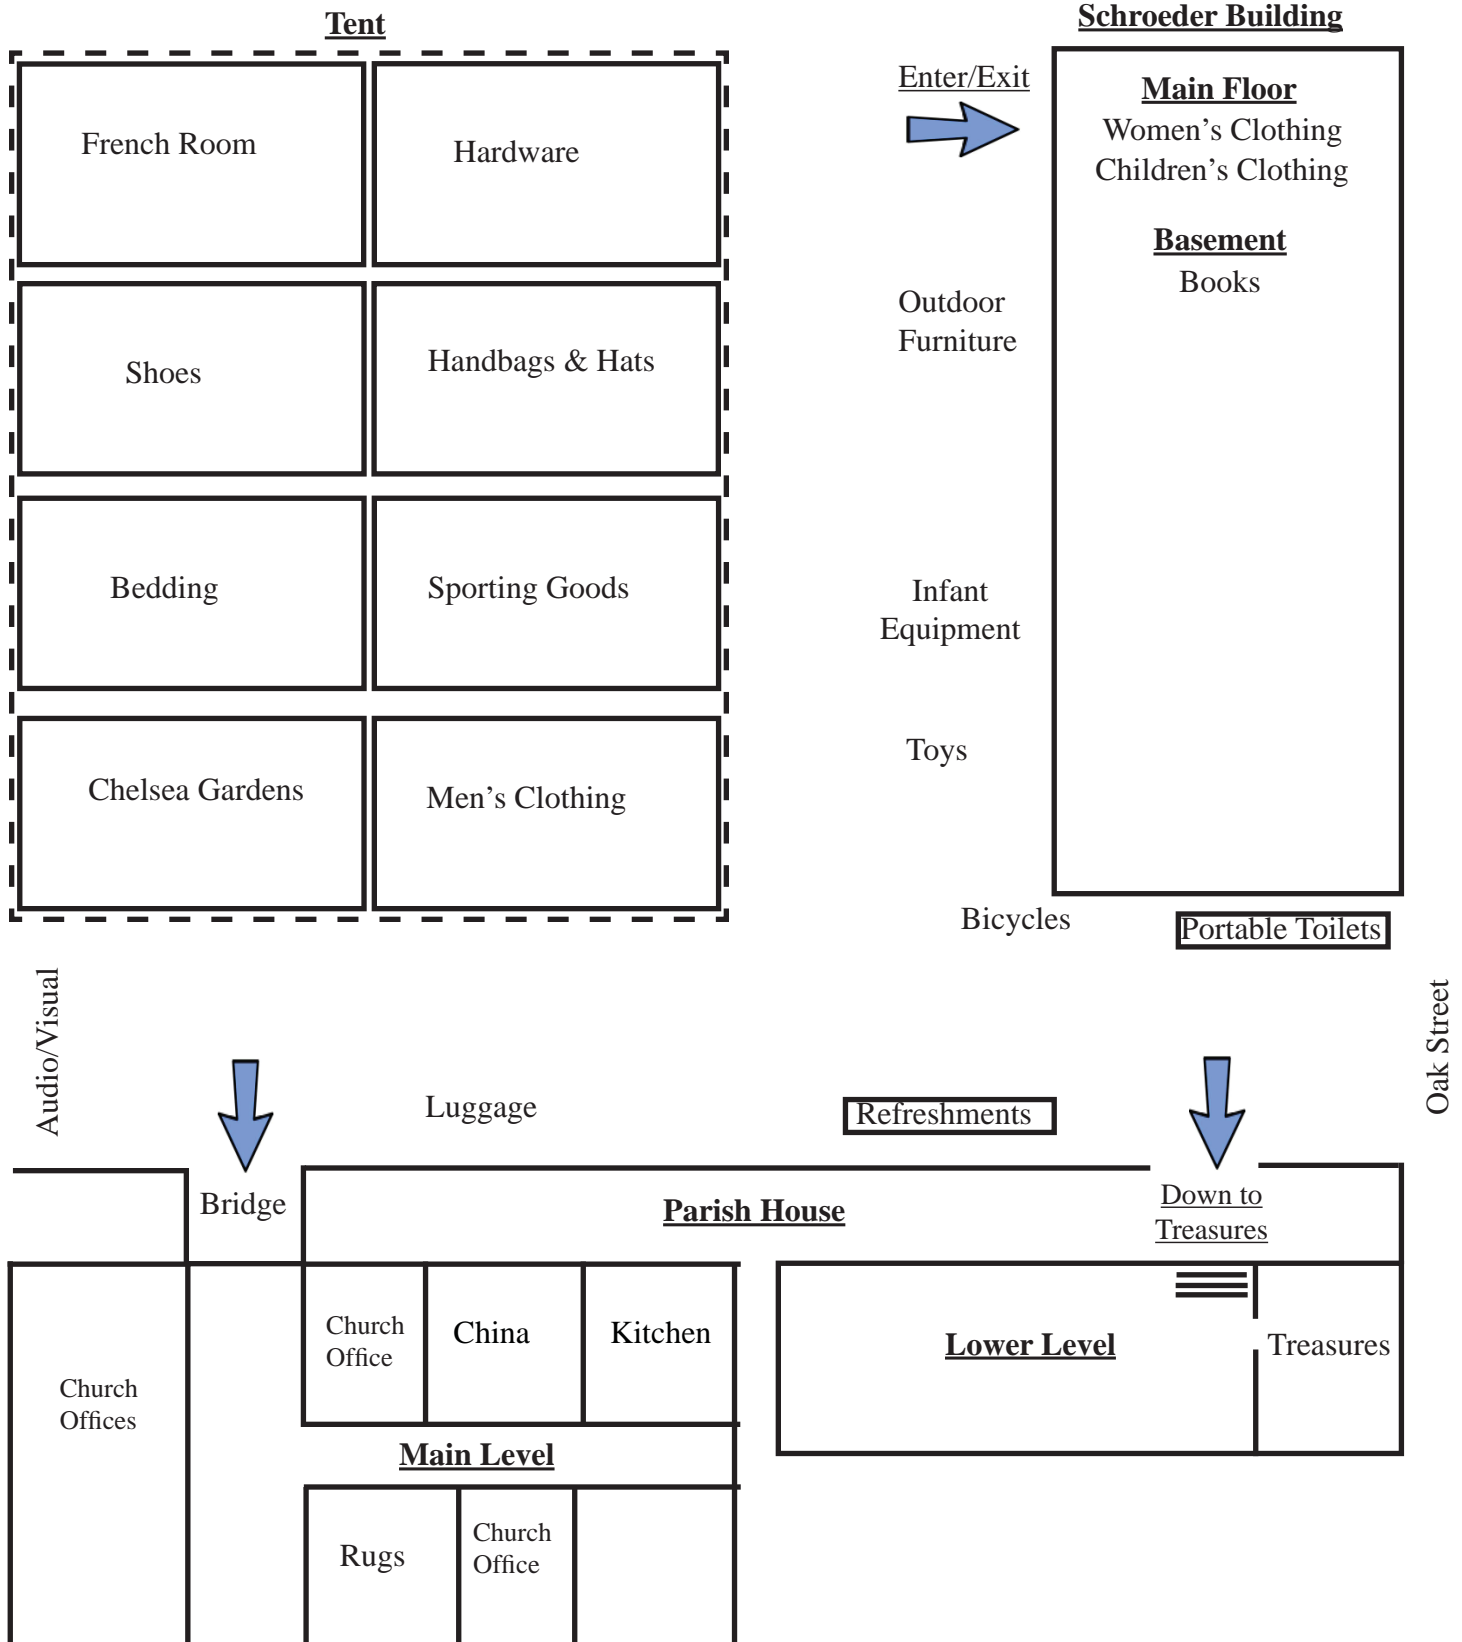 Tent
French Room
Hardware
Shoes
Handbags & Hats
Bedding
Sporting Goods
Chelsea Gardens
Men’s Clothing
Schroeder Building
Enter/Exit
Main Floor
Women’s Clothing
Children’s Clothing
Basement
Books
Outdoor
Furniture
Infant
Equipment
Toys
Bicycles
Portable Toilets
Audio/Visual
Oak Street
Luggage
Refreshments
Bridge
Parish House
Down to
Treasures
Church
Offices
Church
Office
China
Kitchen
Main Level
Rugs
Church
Office
Lower Level
Treasures